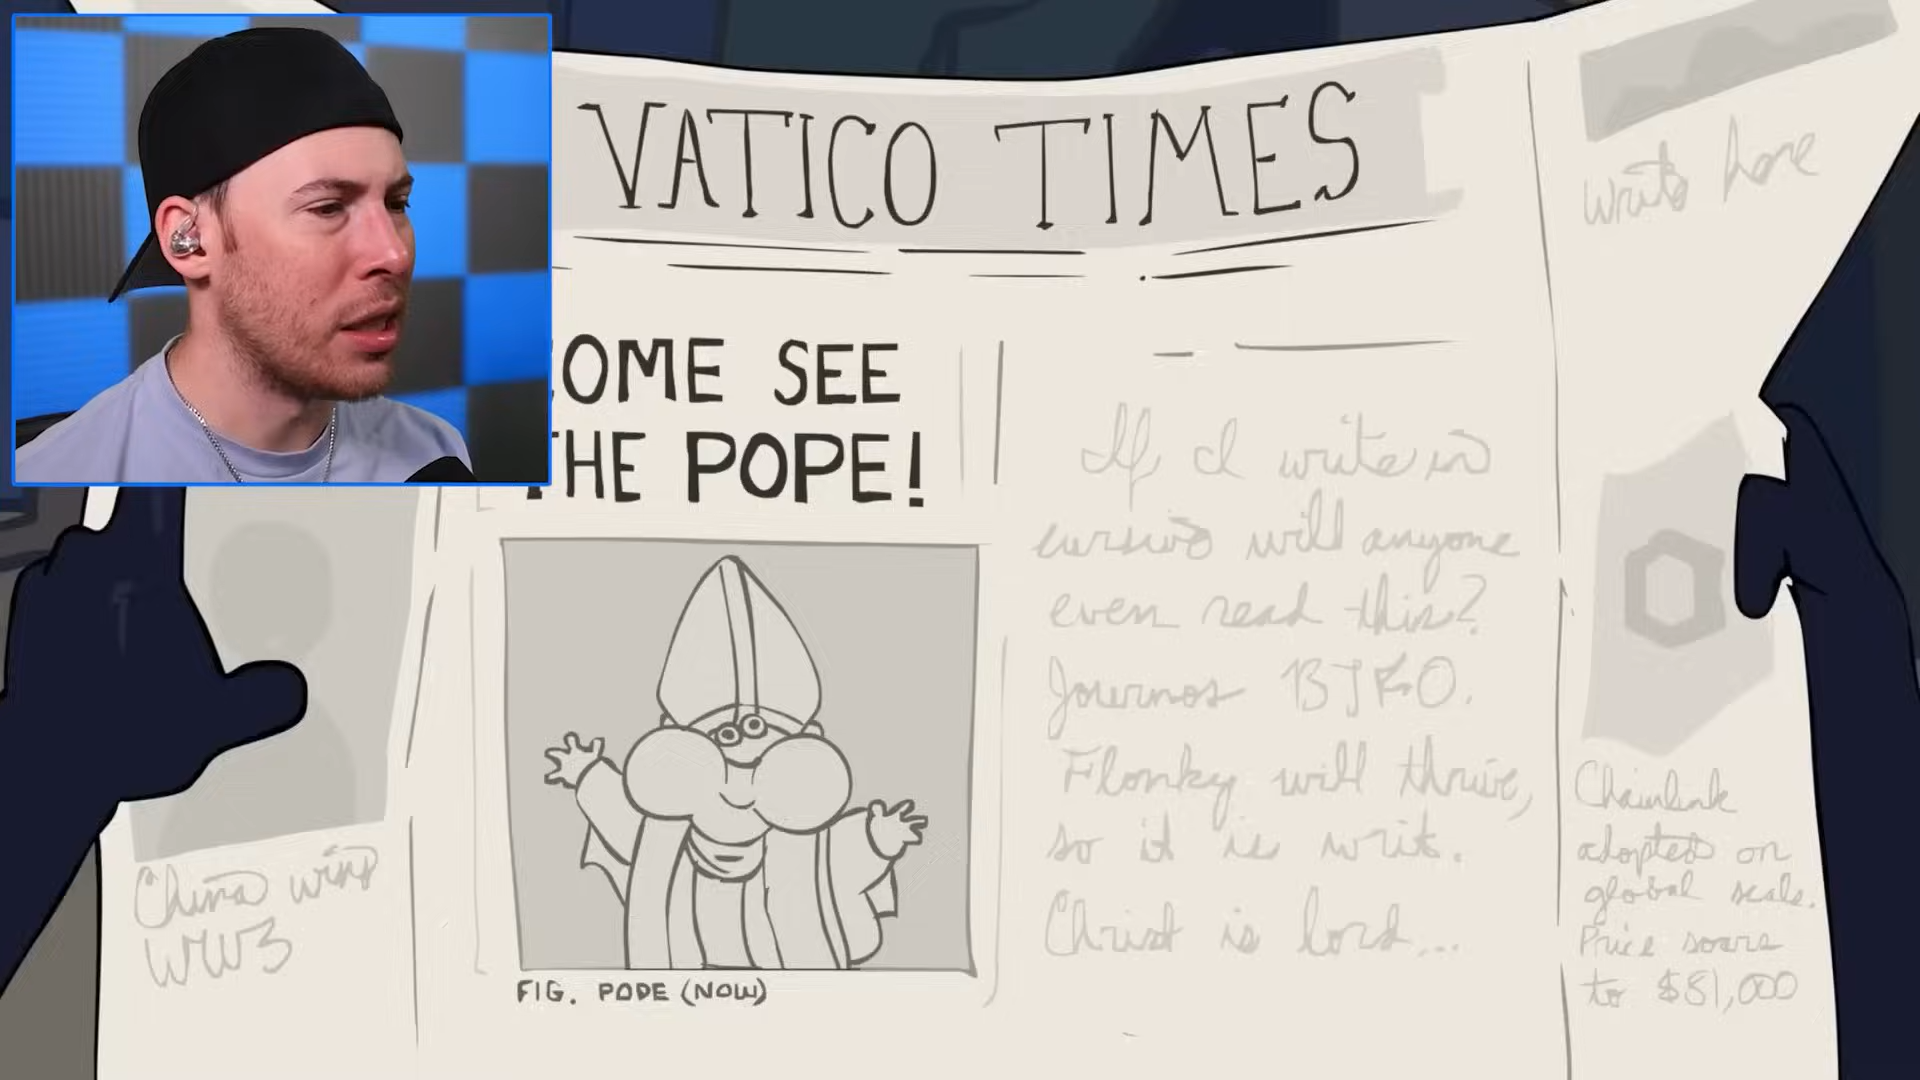 VATICO TIMES
OME SEE
THE POPE!
FIG. POPE (NOW)
China wins
WW3
If I write in
cursive will anyone
even read this?
Journos BTFO.
Flonky will thrive,
so it is writ.
Christ is lord...
write here
Chainlink
adopted on
global scale.
Price soars
to $81,000